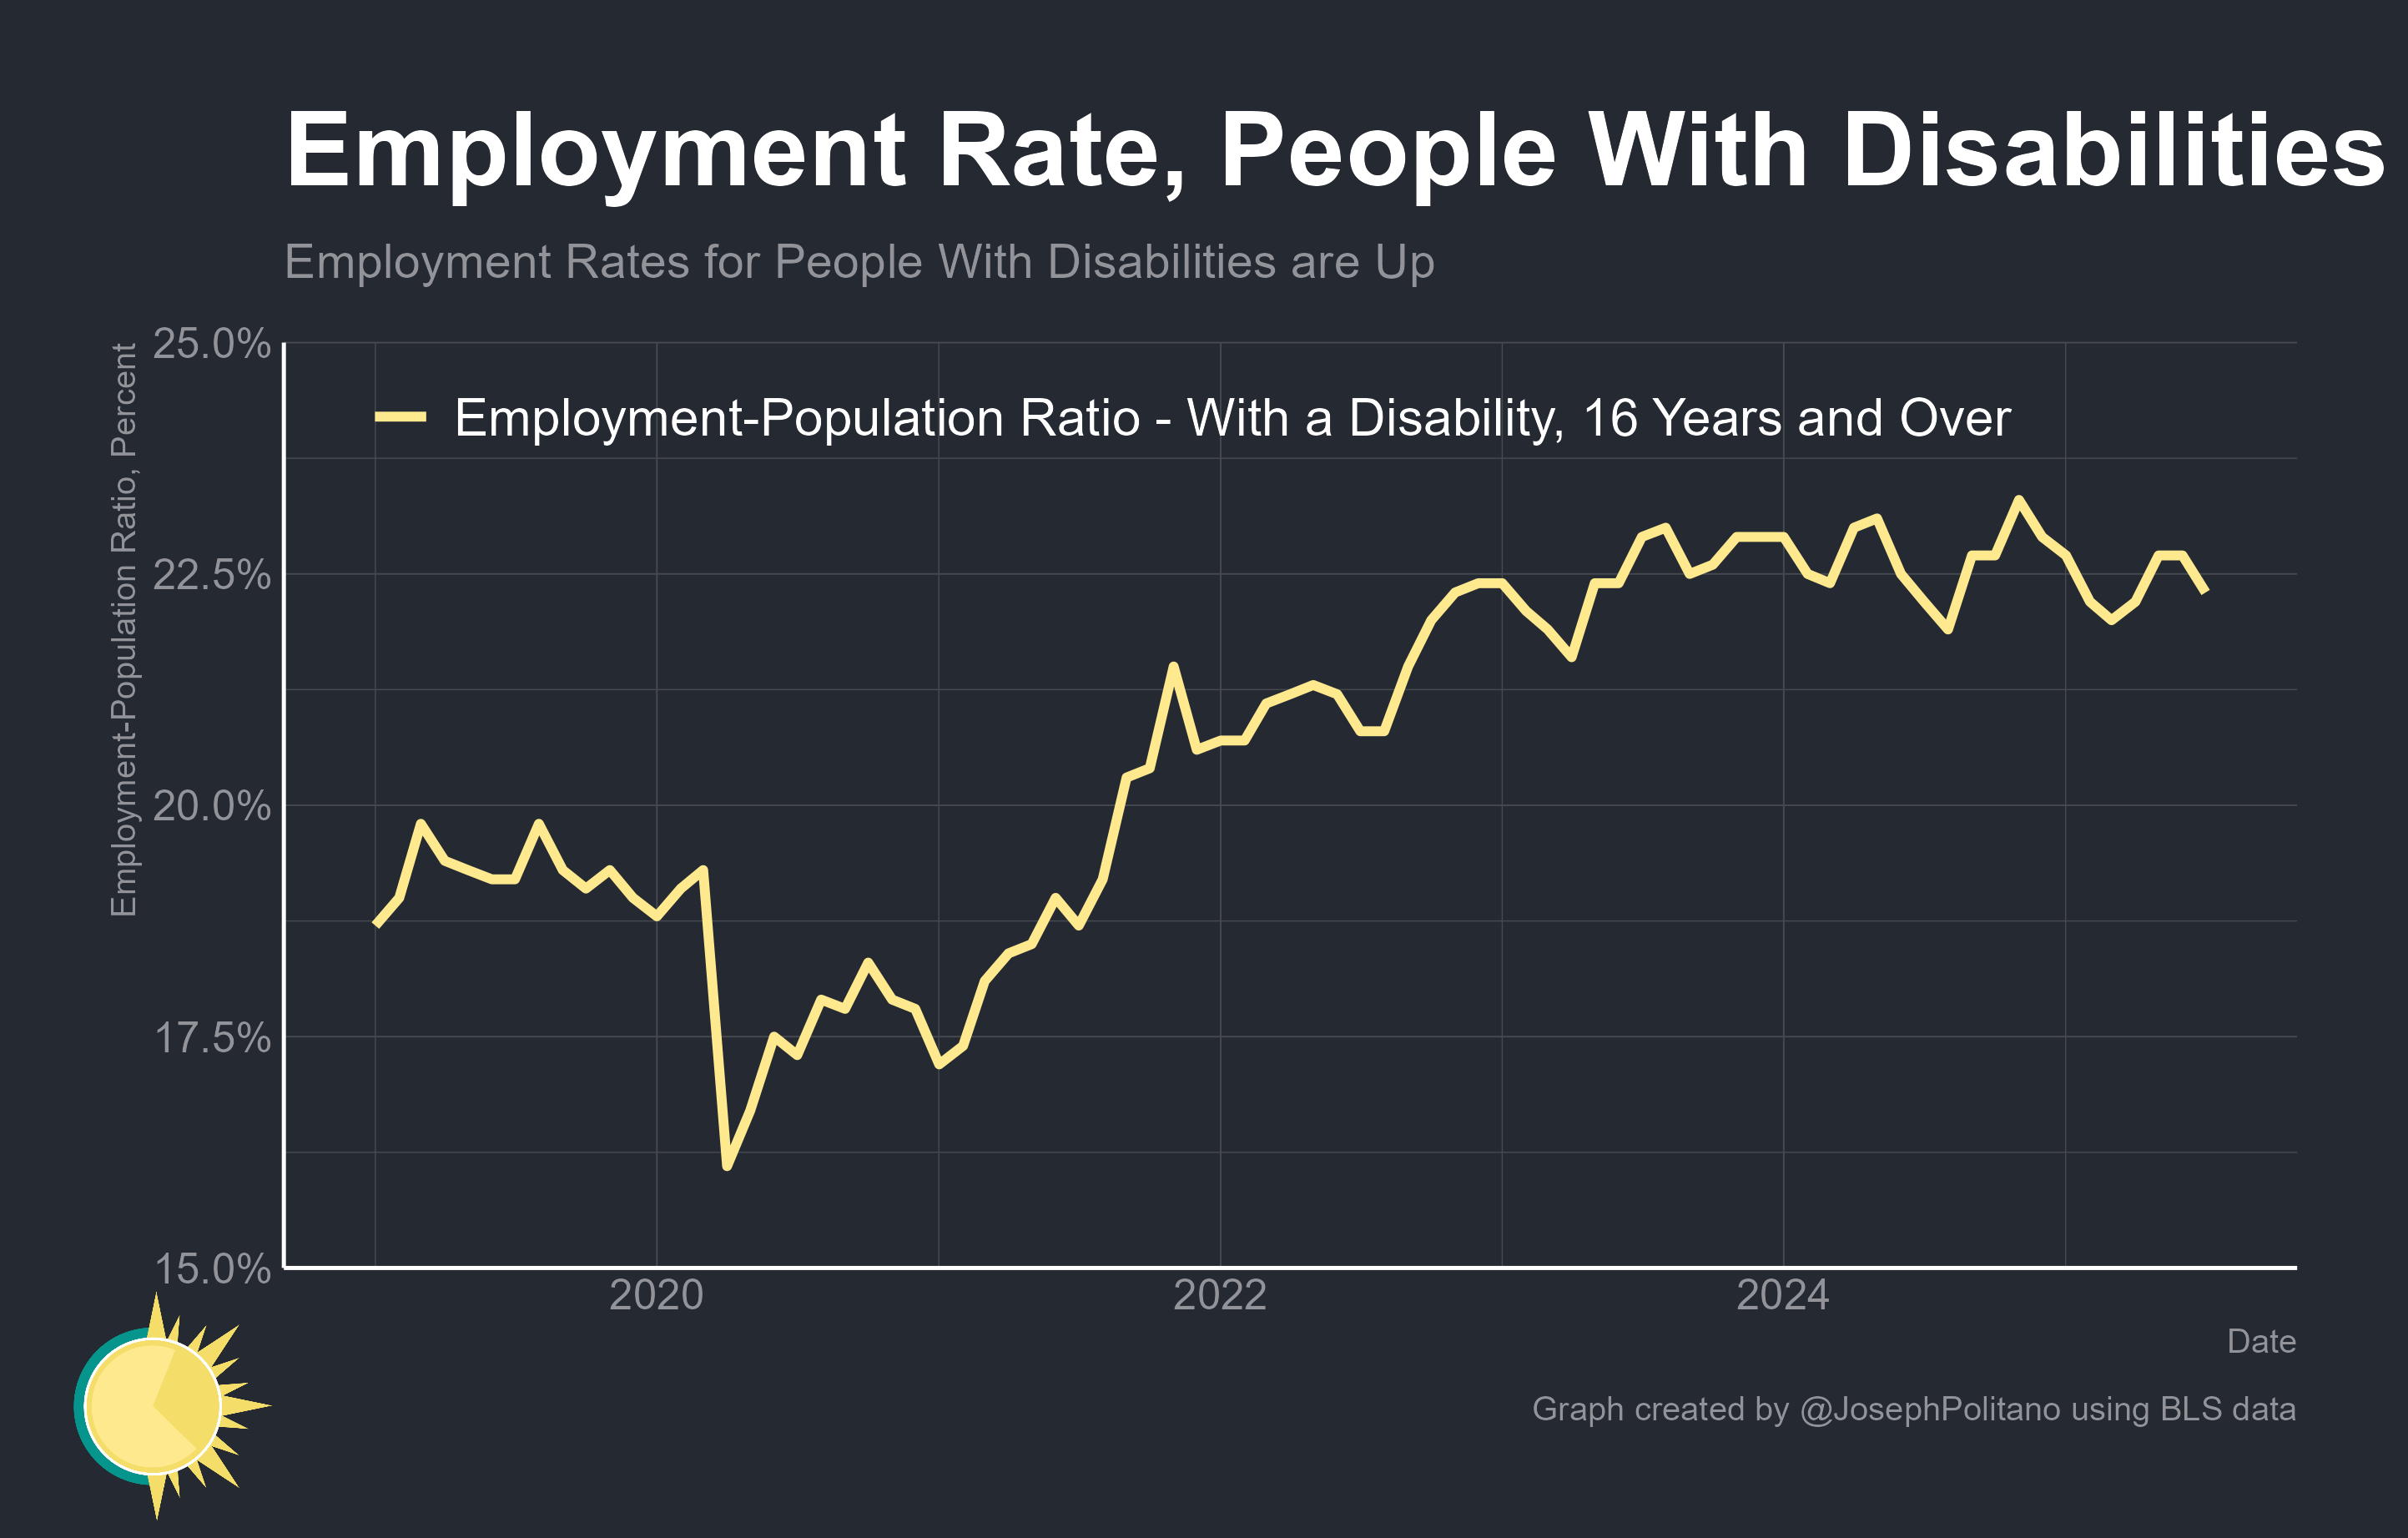 Employment Rate, People With Disabilities
Employment Rates for People With Disabilities are Up
Employment-Population Ratio, Percent
25.0%
22.5%
20.0%
17.5%
15.0%
Employment-Population Ratio - With a Disability, 16 Years and Over
2020
2022
2024
Date
Graph created by @JosephPolitano using BLS data